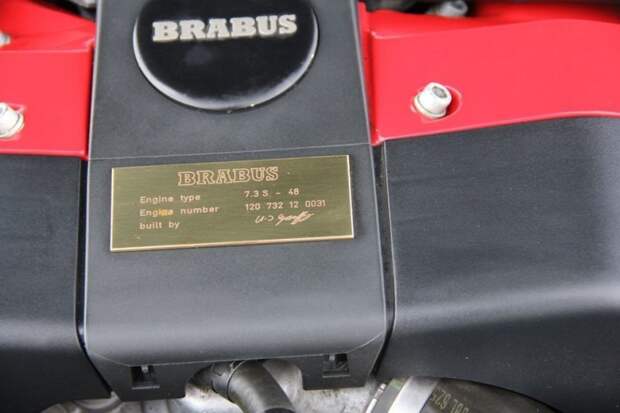 BRABUS
BRABUS
Engine type 7.3 S - 48
Engine number 120 732 12 0031
built by